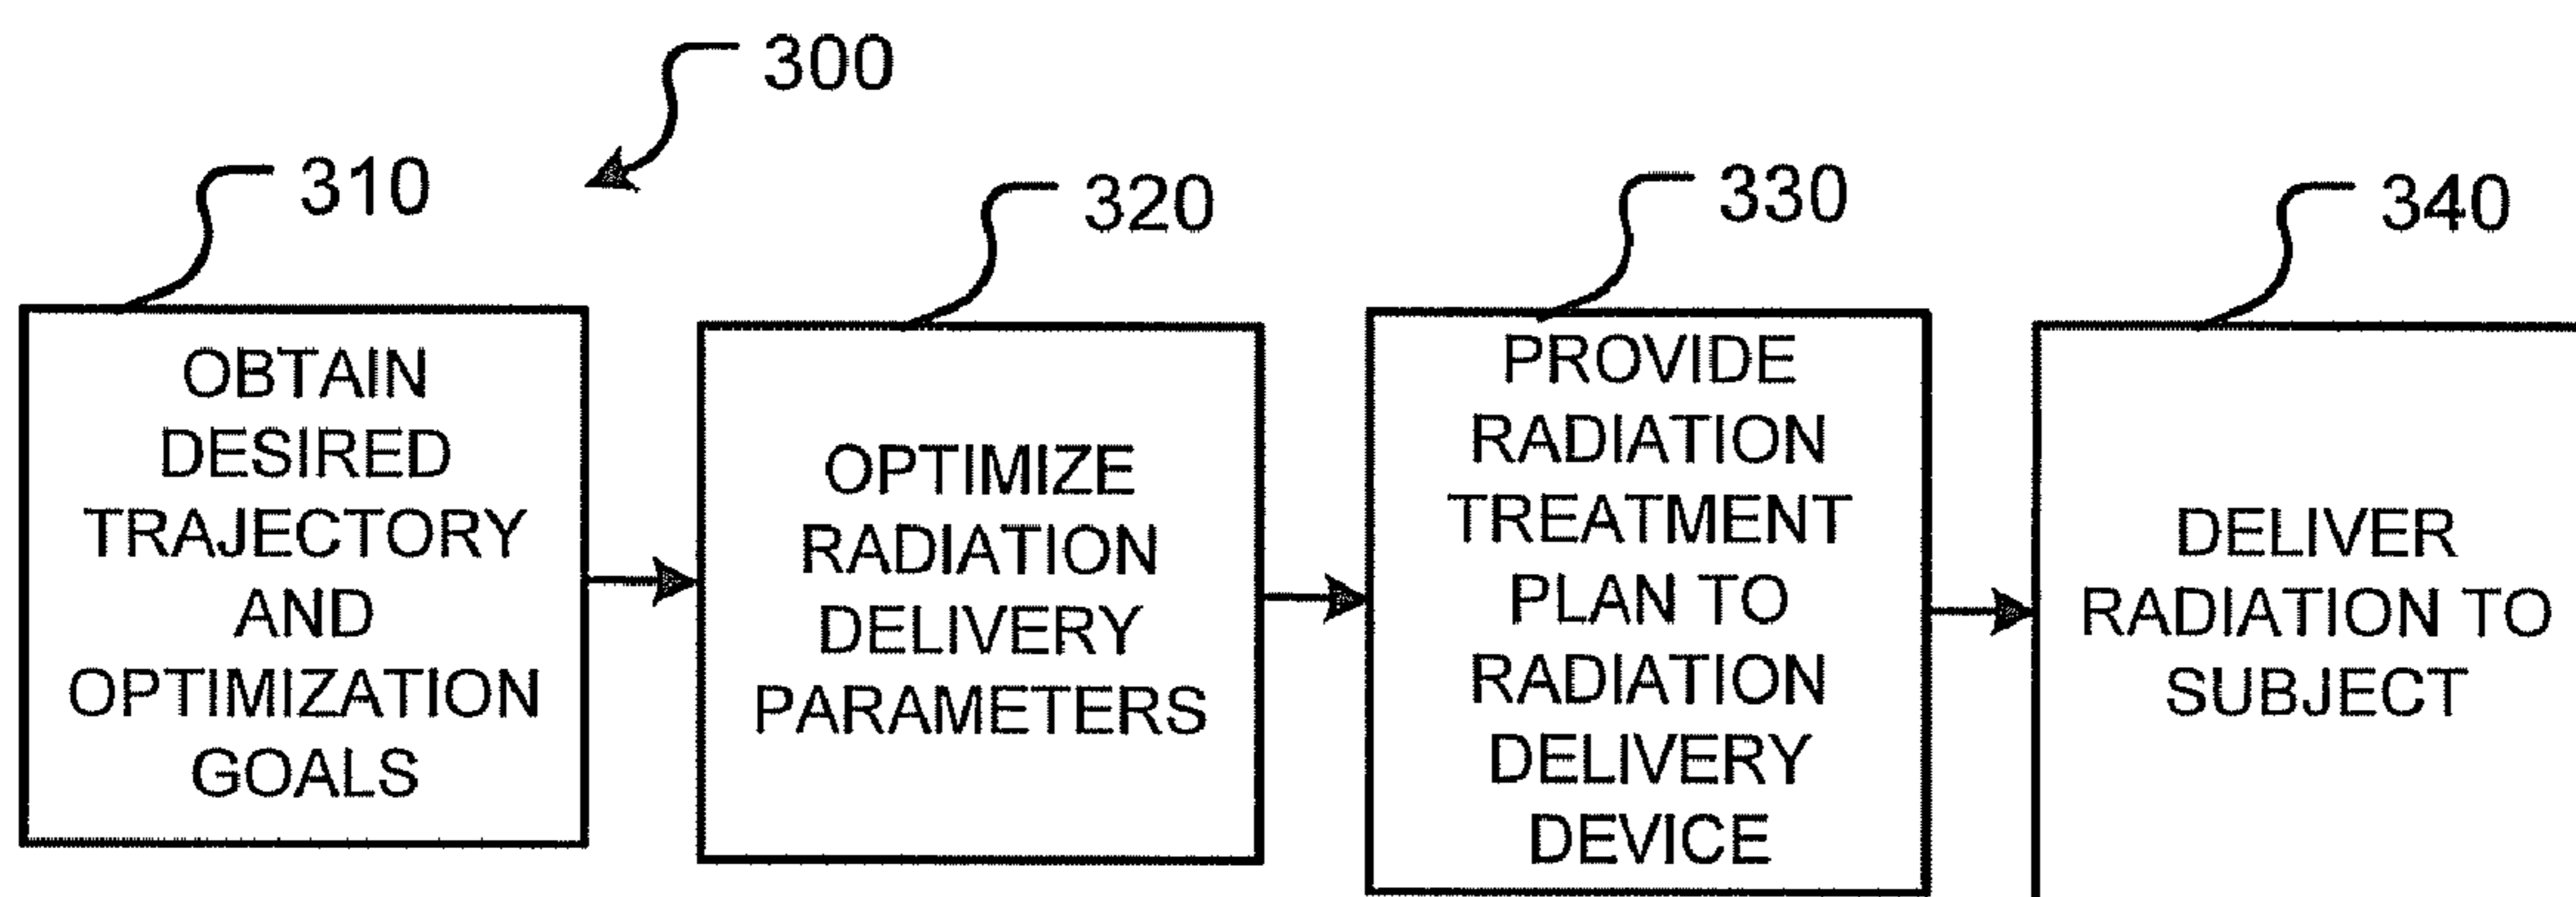 300
310
320
330
340
OBTAIN
DESIRED
TRAJECTORY
AND
OPTIMIZATION
GOALS
OPTIMIZE
RADIATION
DELIVERY
PARAMETERS
PROVIDE
RADIATION
TREATMENT
PLAN TO
RADIATION
DELIVERY
DEVICE
DELIVER
RADIATION TO
SUBJECT